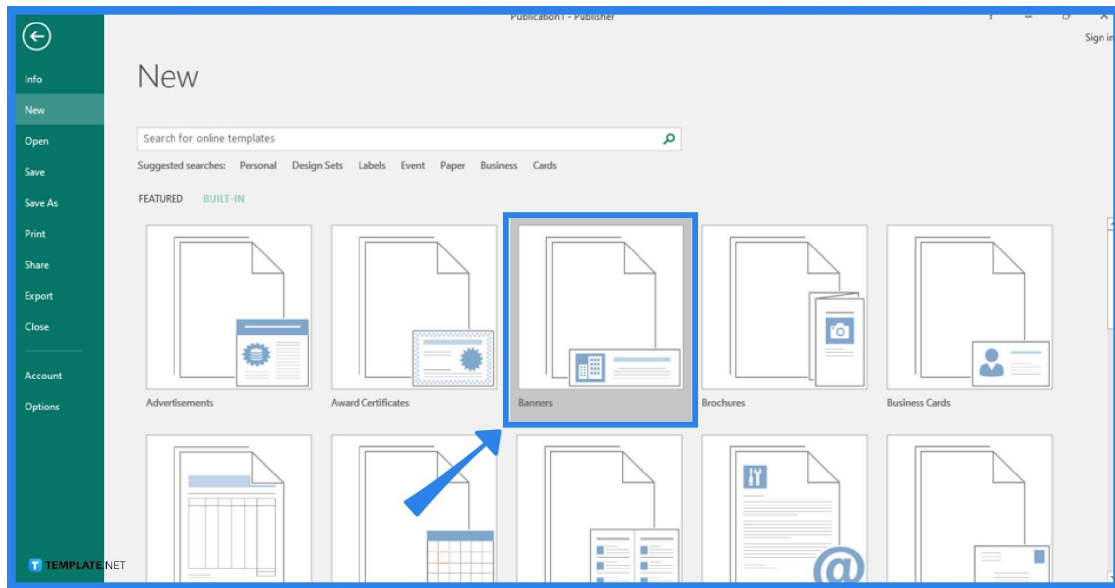 Publication1 - Publisher
?
Sign in
Info
New
Open
Save
Save As
Print
Share
Export
Close
Account
Options
New
Search for online templates
Suggested searches: Personal Design Sets Labels Event Paper Business Cards
FEATURED BUILT-IN
Advertisements Award Certificates Banners Brochures Business Cards
@
T TEMPLATE.NET